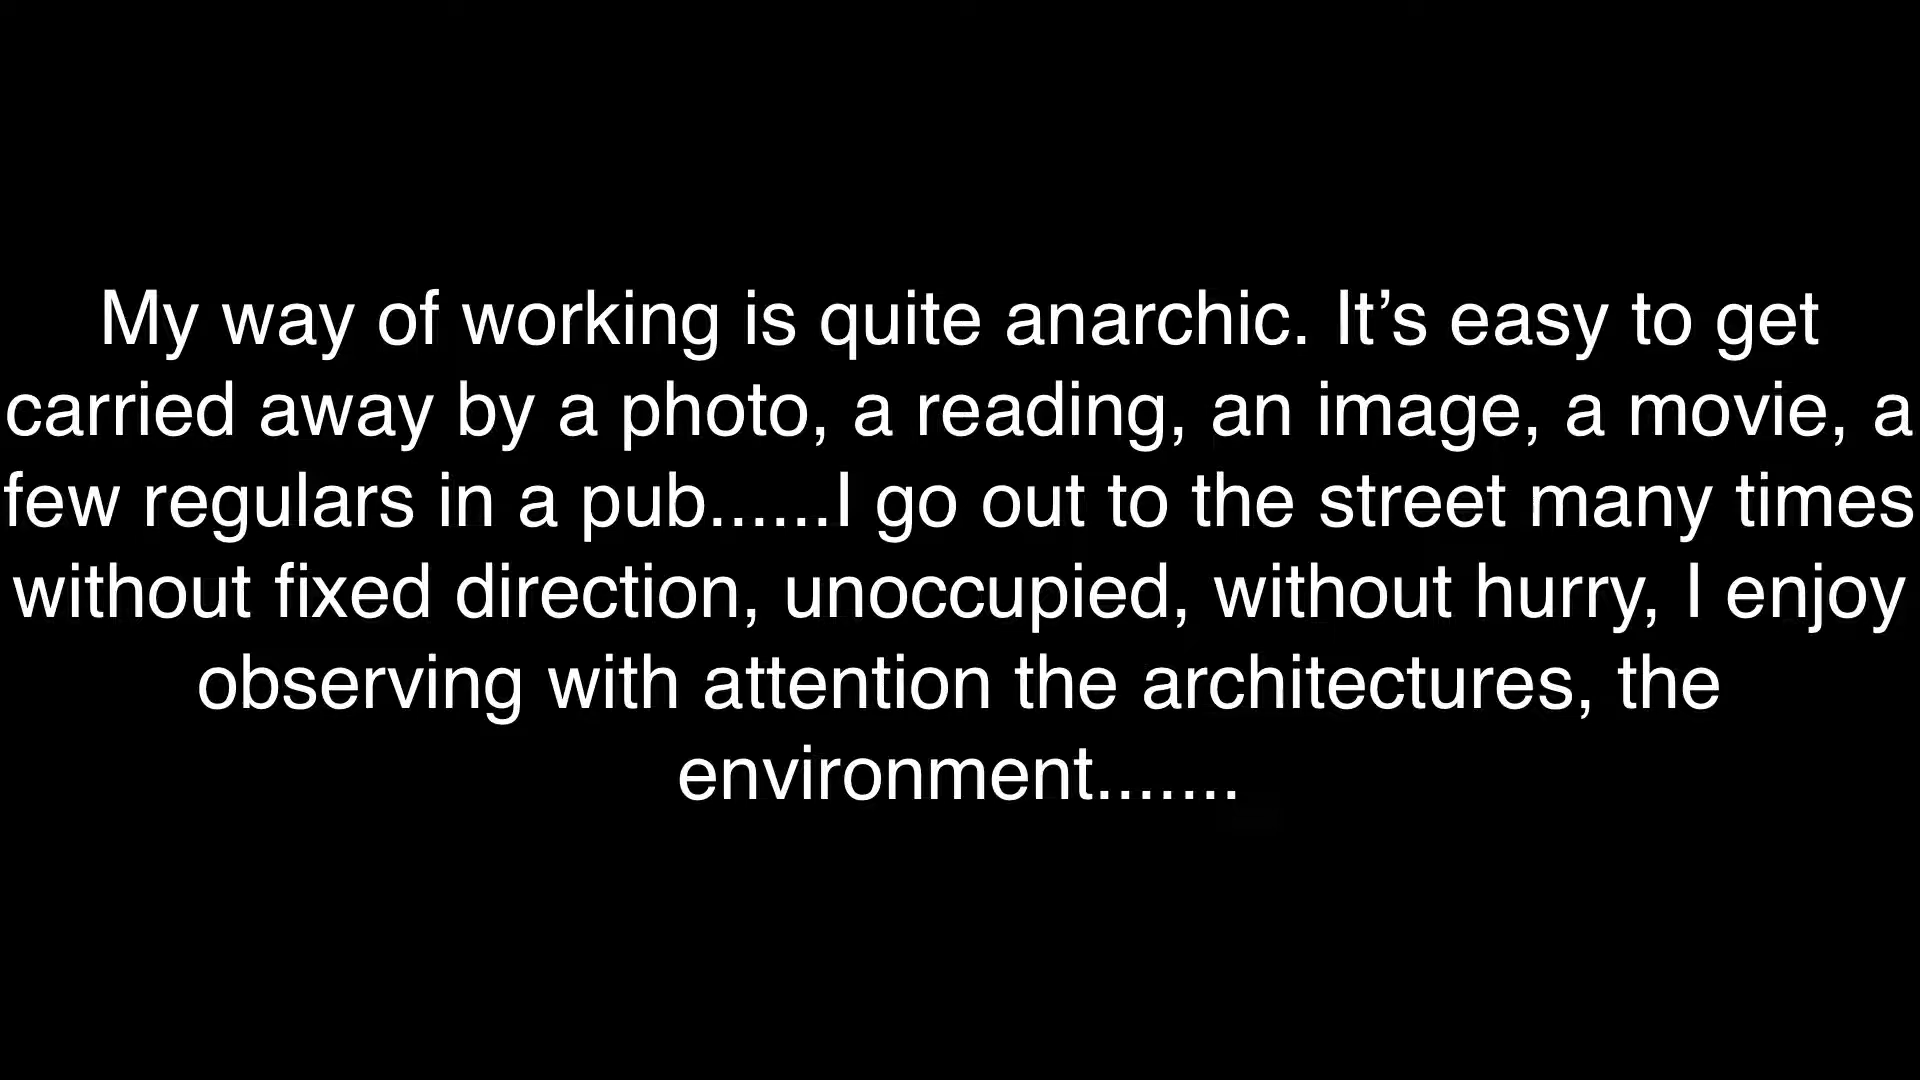 My way of working is quite anarchic. It’s easy to get
carried away by a photo, a reading, an image, a movie, a
few regulars in a pub......I go out to the street many times
without fixed direction, unoccupied, without hurry, I enjoy
observing with attention the architectures, the
environment.......